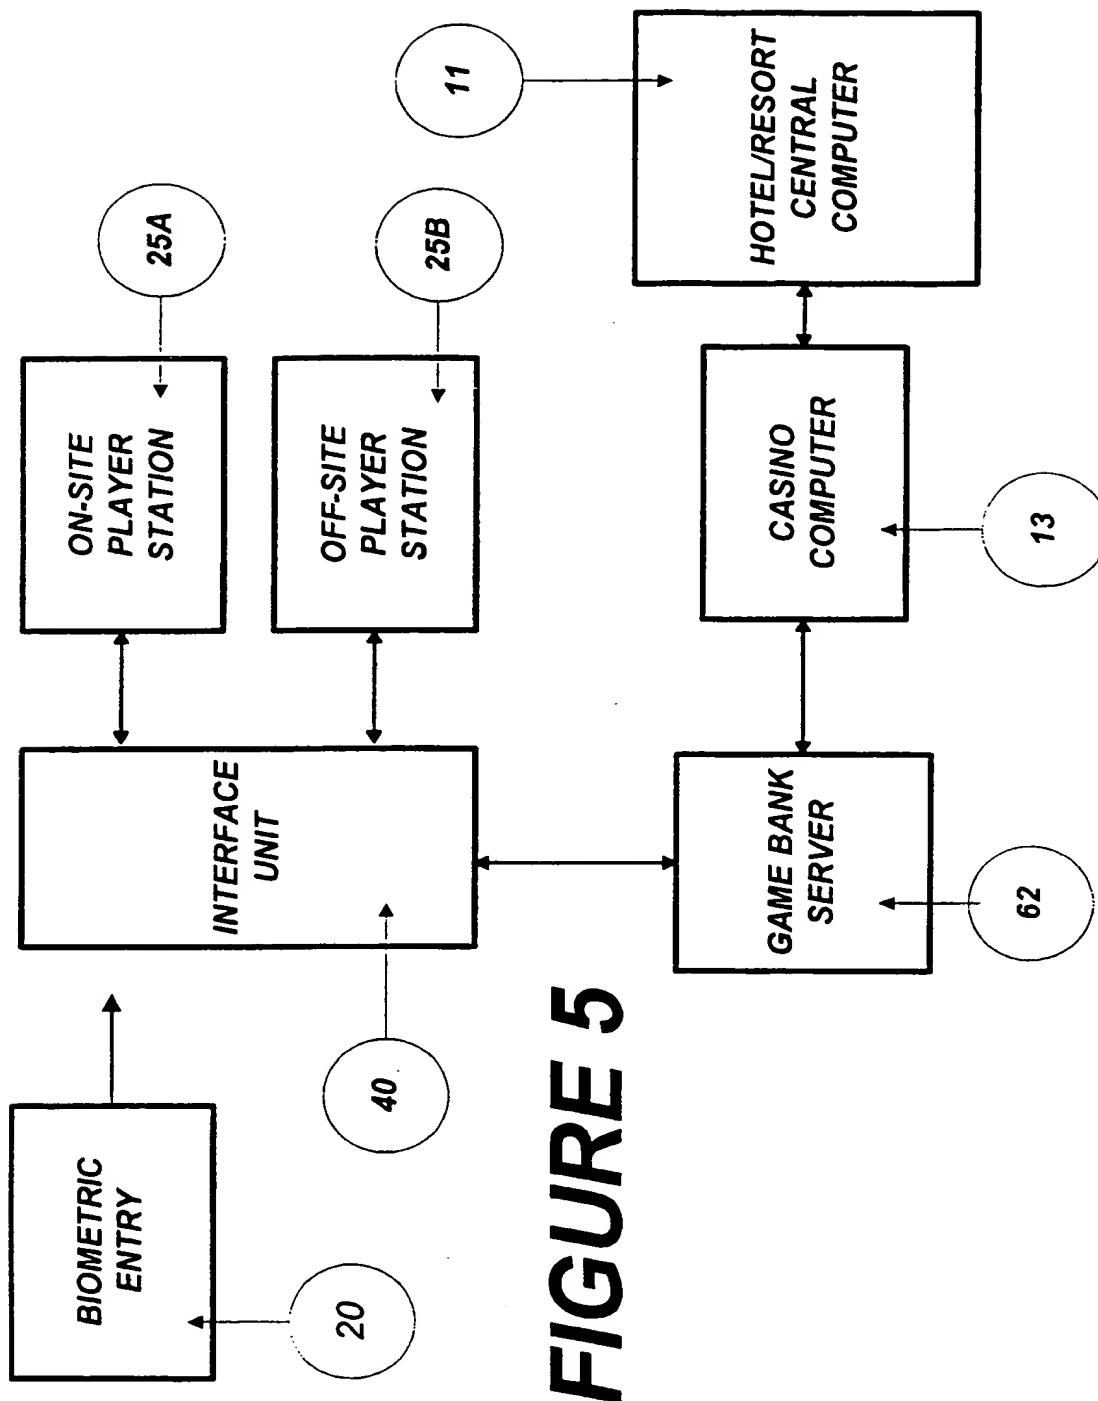 BIOMETRIC
ENTRY
20
INTERFACE
UNIT
40
ON-SITE
PLAYER
STATION
25A
OFF-SITE
PLAYER
STATION
25B
GAME BANK
SERVER
62
CASINO
COMPUTER
13
HOTEL/RESORT
CENTRAL
COMPUTER
11
FIGURE 5